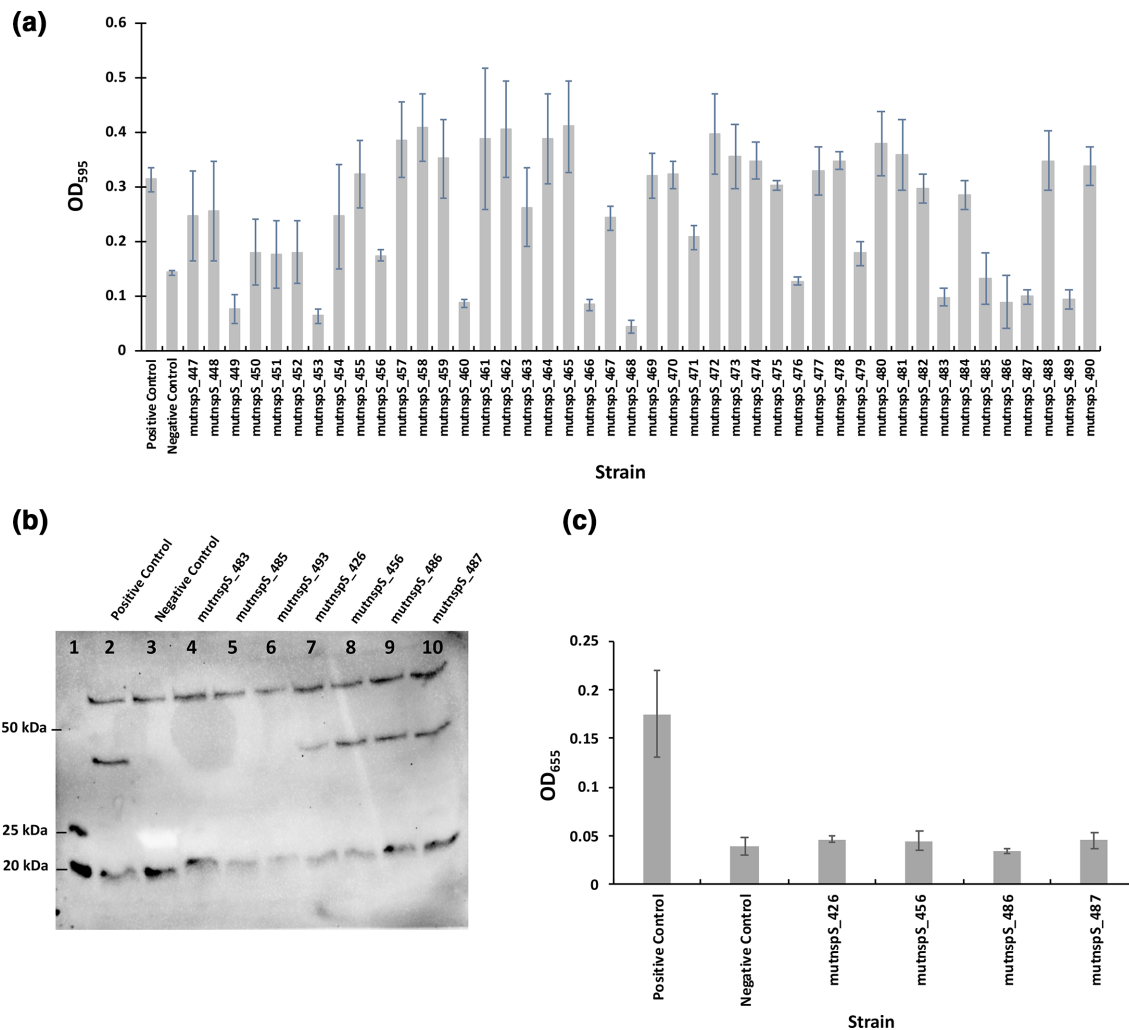 (a)
0.6
0.5
0.4
0.3
0.2
0.1
0
OD595
Positive Control
Negative Control
mutnspS_447
mutnspS_448
mutnspS_449
mutnspS_450
mutnspS_451
mutnspS_452
mutnspS_453
mutnspS_454
mutnspS_455
mutnspS_456
mutnspS_457
mutnspS_458
mutnspS_459
mutnspS_460
mutnspS_461
mutnspS_462
mutnspS_463
mutnspS_464
mutnspS_465
mutnspS_466
mutnspS_467
mutnspS_468
mutnspS_469
mutnspS_470
mutnspS_471
mutnspS_472
mutnspS_473
mutnspS_474
mutnspS_475
mutnspS_476
mutnspS_477
mutnspS_478
mutnspS_479
mutnspS_480
mutnspS_481
mutnspS_482
mutnspS_483
mutnspS_484
mutnspS_485
mutnspS_486
mutnspS_487
mutnspS_488
mutnspS_489
mutnspS_490
Strain
(b)
Positive Control
Negative Control
mutnspS_483
mutnspS_485
mutnspS_493
mutnspS_426
mutnspS_456
mutnspS_486
mutnspS_487
1 2 3 4 5 6 7 8 9 10
50 kDa
25 kDa
20 kDa
(c)
0.25
0.2
0.15
0.1
0.05
0
OD655
Positive Control
Negative Control
mutnspS_426
mutnspS_456
mutnspS_486
mutnspS_487
Strain